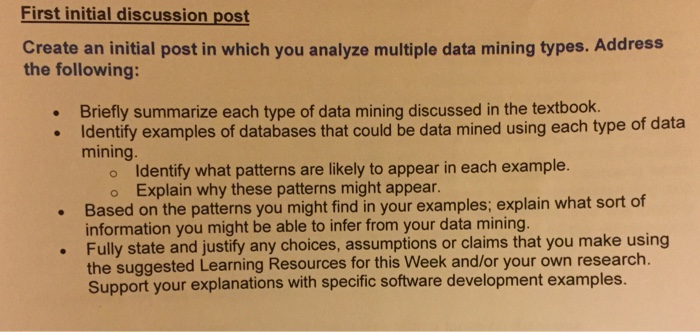 First initial discussion post
Create an initial post in which you analyze multiple data mining types. Address
the following:
• Briefly summarize each type of data mining discussed in the textbook.
• Identify examples of databases that could be data mined using each type of data
mining.
o Identify what patterns are likely to appear in each example.
o Explain why these patterns might appear.
• Based on the patterns you might find in your examples; explain what sort of
information you might be able to infer from your data mining.
• Fully state and justify any choices, assumptions or claims that you make using
the suggested Learning Resources for this Week and/or your own research.
Support your explanations with specific software development examples.